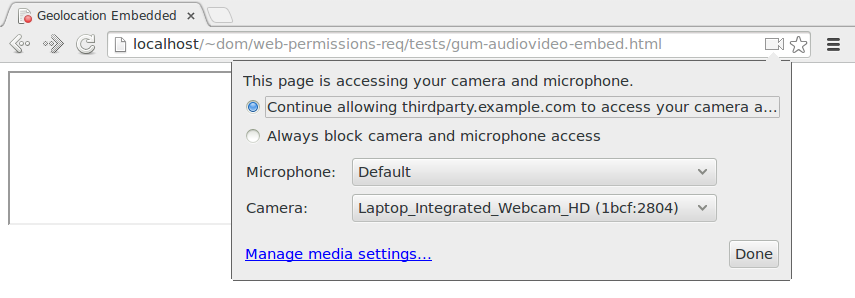 Geolocation Embedded
localhost/~dom/web-permissions-req/tests/gum-audiovideo-embed.html
This page is accessing your camera and microphone.
Continue allowing thirdparty.example.com to access your camera a...
Always block camera and microphone access
Microphone: Default
Camera: Laptop_Integrated_Webcam_HD (1bcf:2804)
Manage media settings... Done